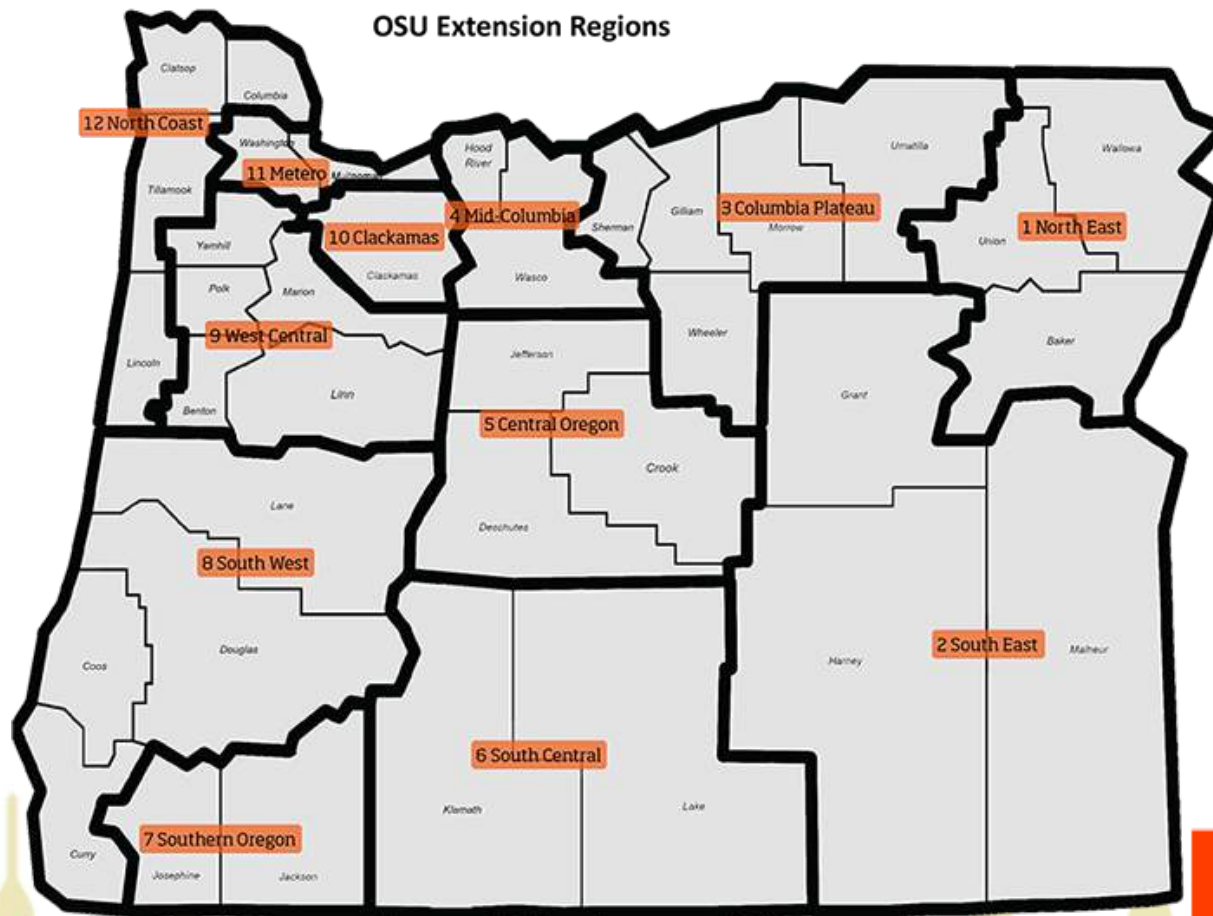 OSU Extension Regions
Clatsop
Columbia
12 North Coast
Washington
11 Metero
Multnomah
Tillamook
Hood
River
4 Mid-Columbia
Sherman
Gilliam
3 Columbia Plateau
Morrow
Umatilla
Wallowa
1 North East
Union
10 Clackamas
Clackamas
Yamhill
Wasco
Polk
Marion
9 West Central
Lincoln
Benton
Linn
Jefferson
Wheeler
Baker
Grant
5 Central Oregon
Crook
Deschutes
Lane
8 South West
Coos
Douglas
Harney
2 South East
Malheur
6 South Central
Klamath
Lake
Curry
7 Southern Oregon
Josephine
Jackson